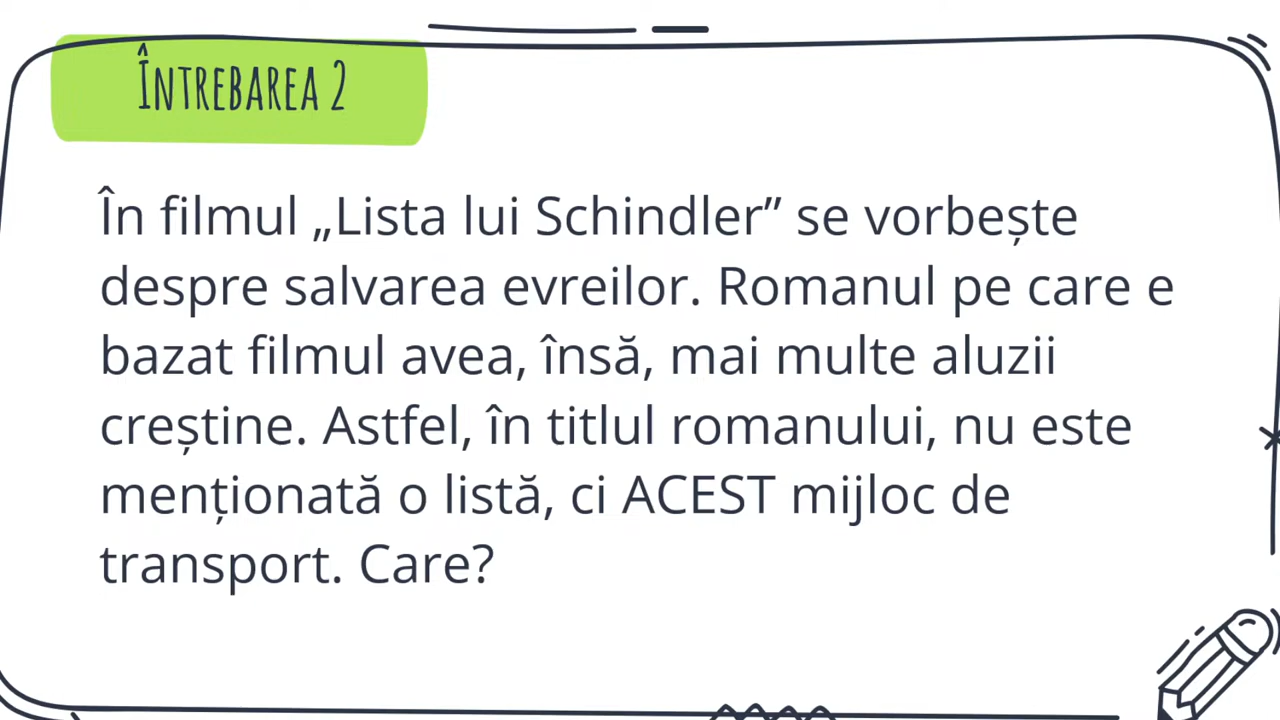 Întrebarea 2
În filmul „Lista lui Schindler” se vorbește
despre salvarea evreilor. Romanul pe care e
bazat filmul avea, însă, mai multe aluzii
creștine. Astfel, în titlul romanului, nu este
menționată o listă, ci ACEST mijloc de
transport. Care?